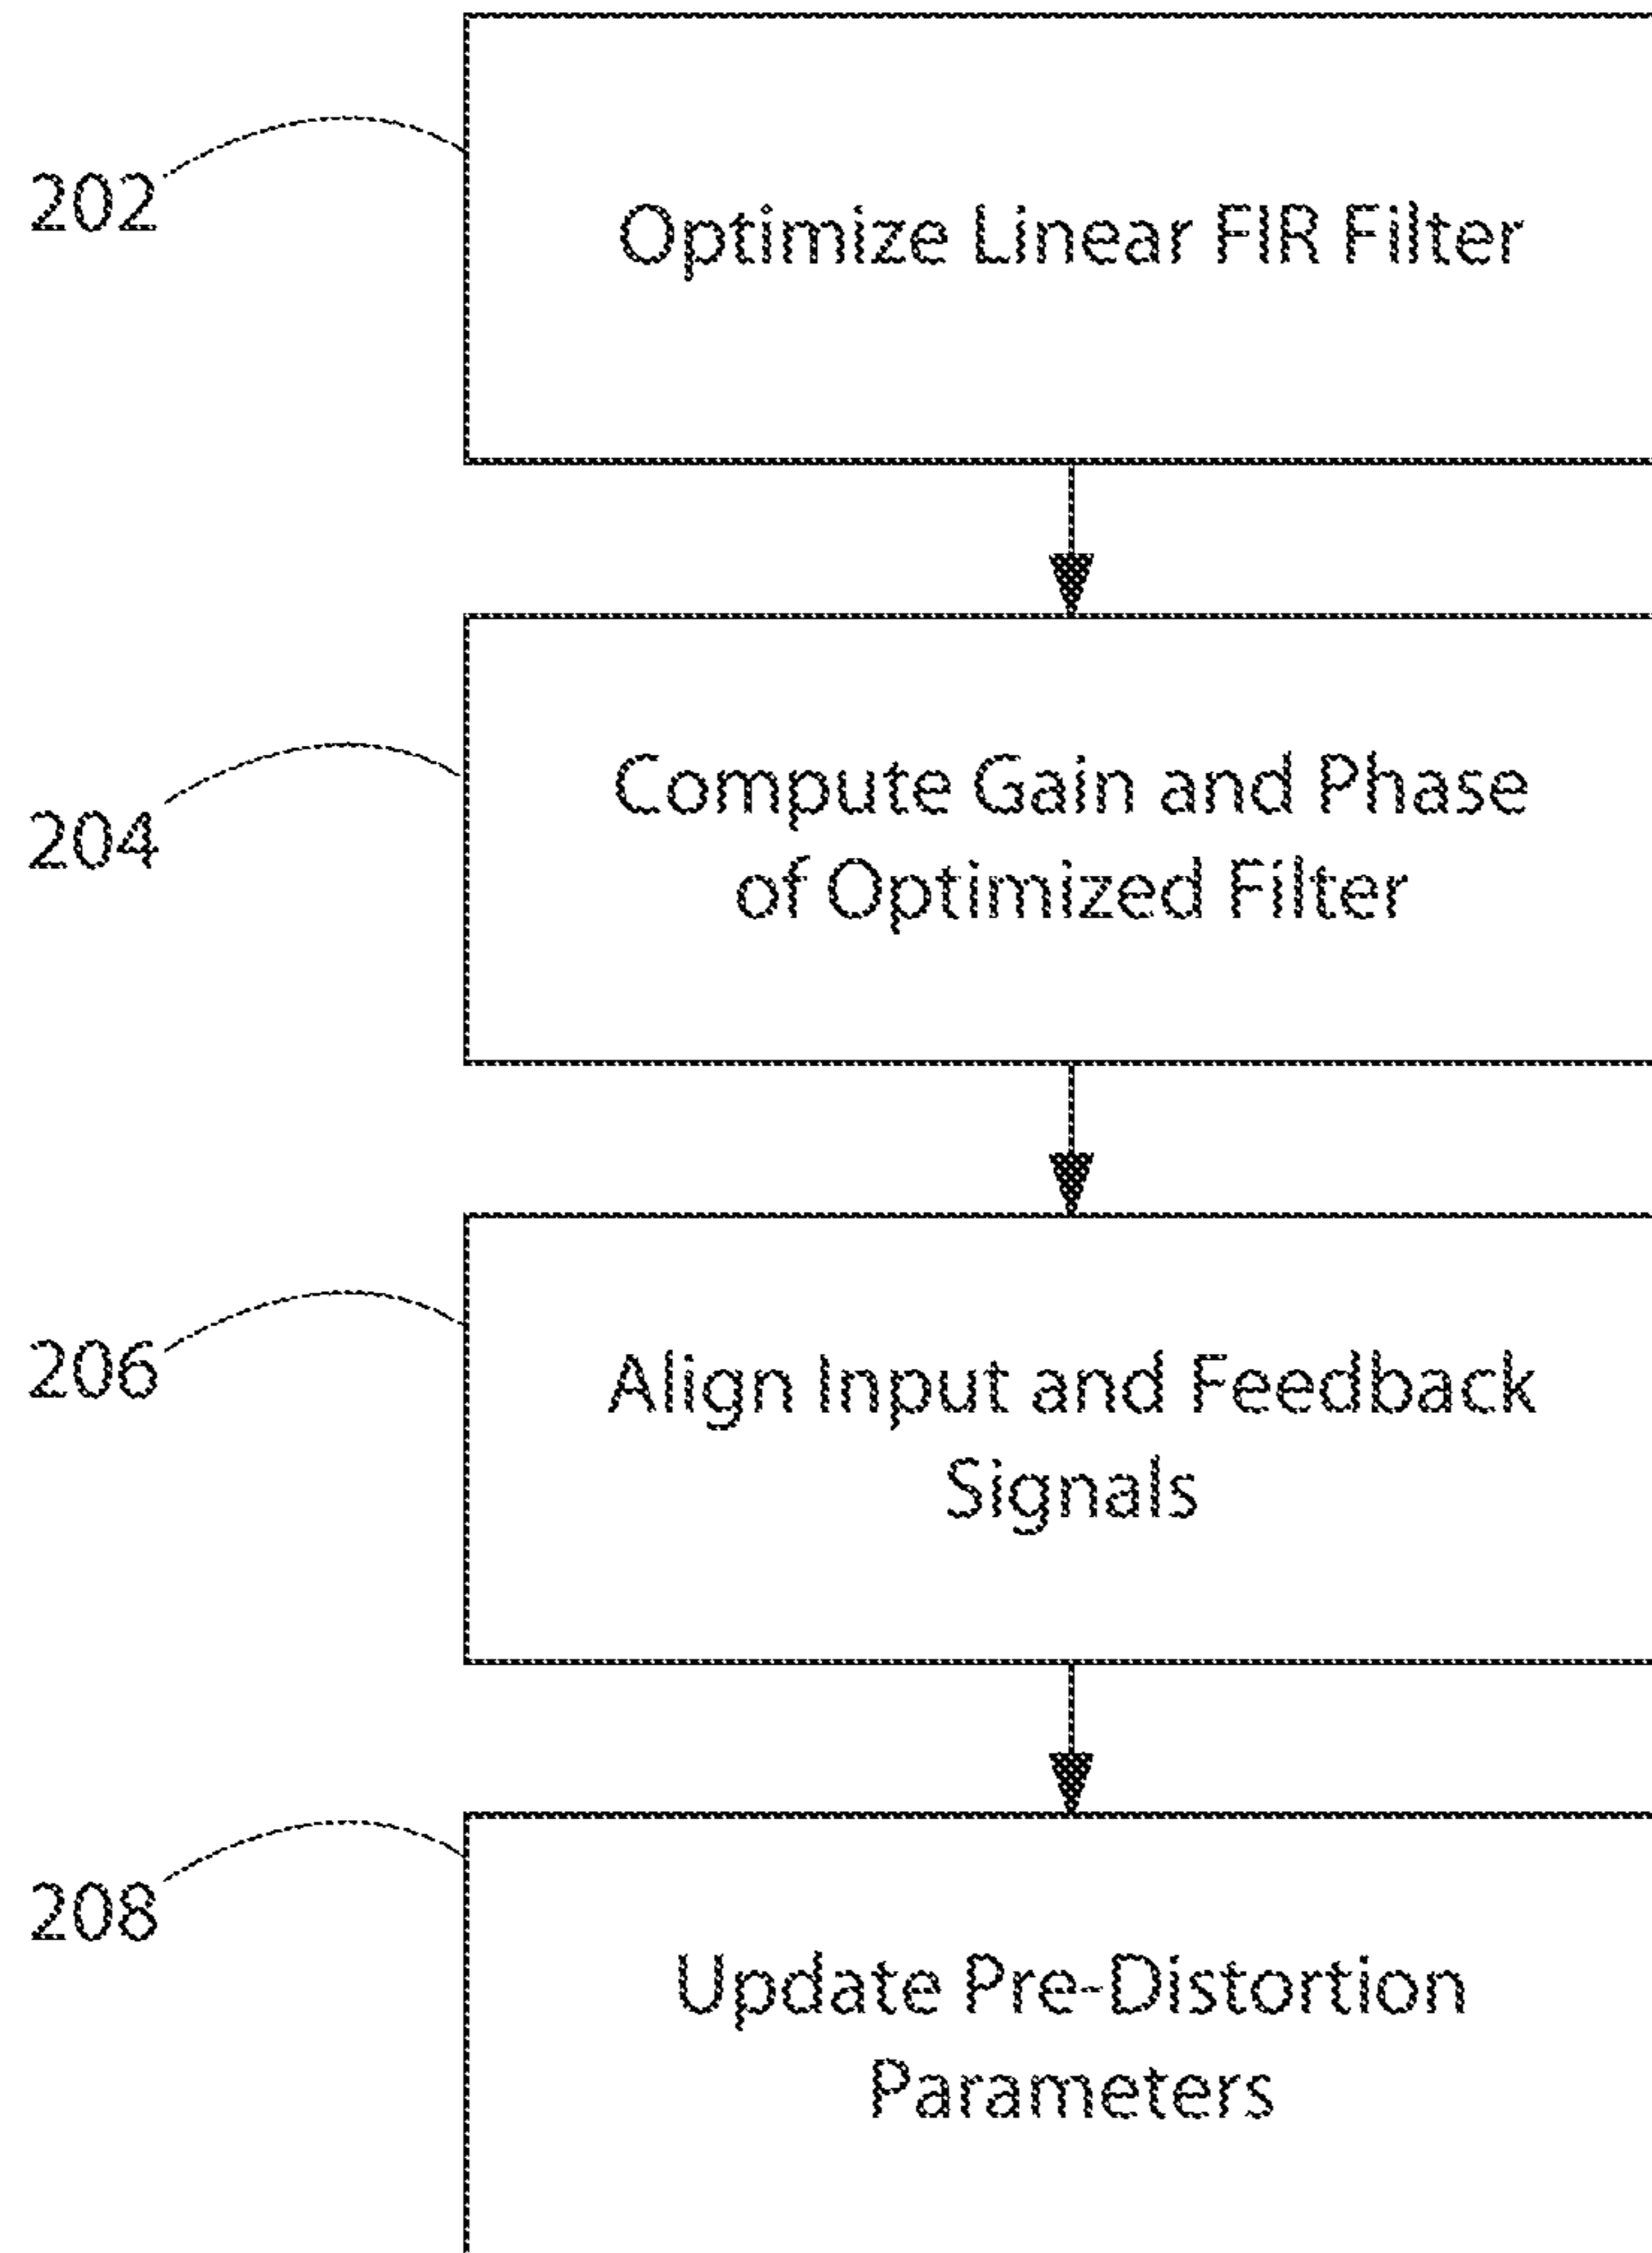 202
Optimize Linear FIR Filter
204
Compute Gain and Phase
of Optimized Filter
206
Align Input and Feedback
Signals
208
Update Pre-Distortion
Parameters